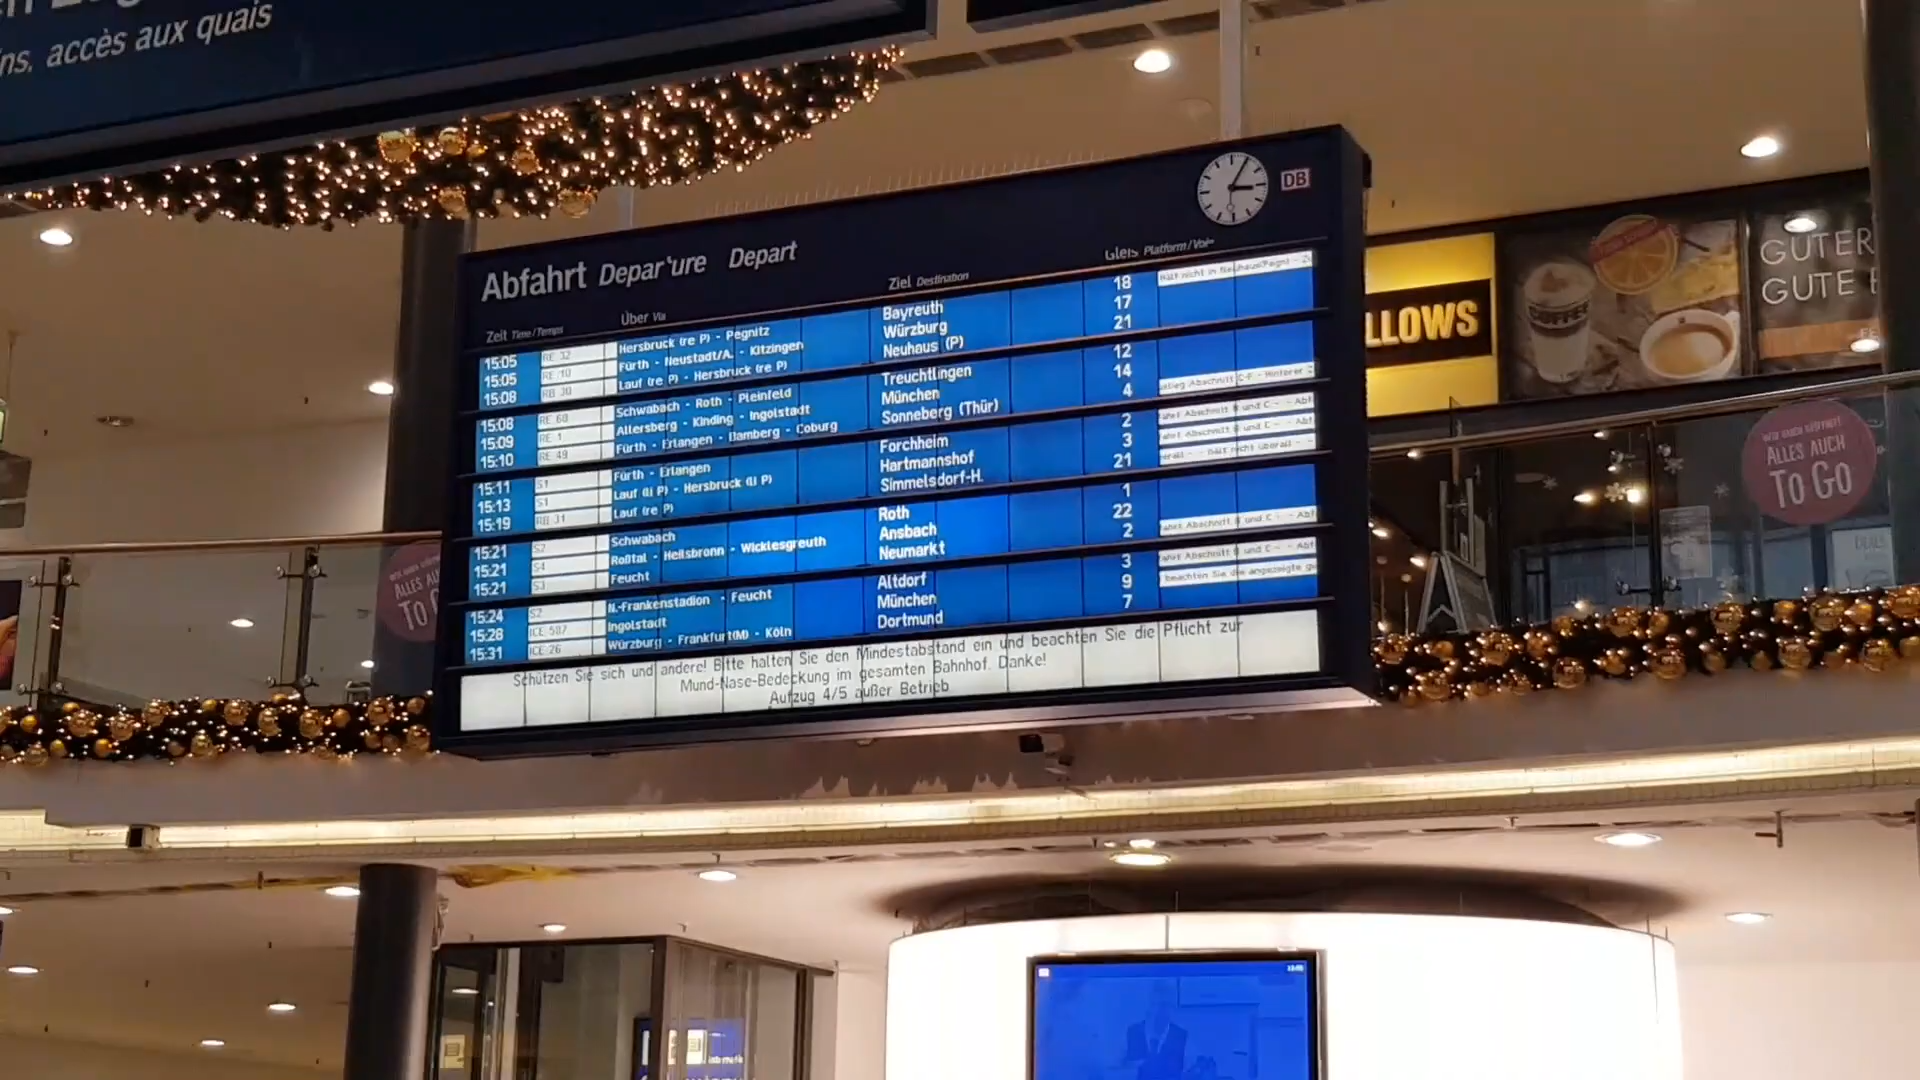 ns, accès aux quais
DB
Abfahrt Depar'ure Depart
Zeit Time/Temps Über Via Ziel Destination Gleis Platform/Voie
15:05 RE 32 Hersbruck (re P) - Pegnitz Bayreuth 18
15:05 RE 10 Fürth - Neustadt/A. - Kitzingen Würzburg 17
15:08 RB 30 Lauf (re P) - Hersbruck (re P) Neuhaus (P) 21
15:08 RE 60 Schwabach - Roth - Pleinfeld Treuchtlingen 12
15:09 RE 1 Allersberg - Kinding - Ingolstadt München 14
15:10 RE 49 Fürth - Erlangen - Bamberg - Coburg Sonneberg (Thür) 4
15:11 S1 Fürth - Erlangen Forchheim 2
15:13 S1 Lauf (li P) - Hersbruck (li P) Hartmannshof 3
15:19 RB 31 Lauf (re P) Simmelsdorf-H. 21
15:21 S2 Schwabach Roth 1
15:21 S4 Roßtal - Heilsbronn - Wicklesgreuth Ansbach 22
15:21 S3 Feucht Neumarkt 2
15:24 S2 N.-Frankenstadion - Feucht Altdorf 3
15:28 ICE 587 Ingolstadt München 9
15:31 ICE 26 Würzburg - Frankfurt(M) - Köln Dortmund 7
Schützen Sie sich und andere! Bitte halten Sie den Mindestabstand ein und beachten Sie die Pflicht zur
Mund-Nase-Bedeckung im gesamten Bahnhof. Danke!
Aufzug 4/5 außer Betrieb
LLOWS
COFFEE
GUTER
GUTE
ALLES AUCH
TO GO
ALLES AU
TO